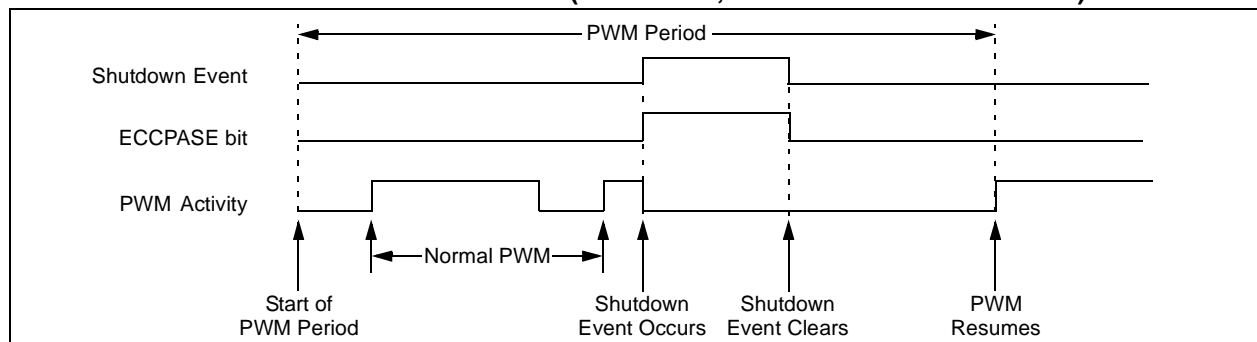 PWM Period
Shutdown Event
ECCPASE bit
PWM Activity
Normal PWM
Start of
PWM Period
Shutdown
Event Occurs
Shutdown
Event Clears
PWM
Resumes